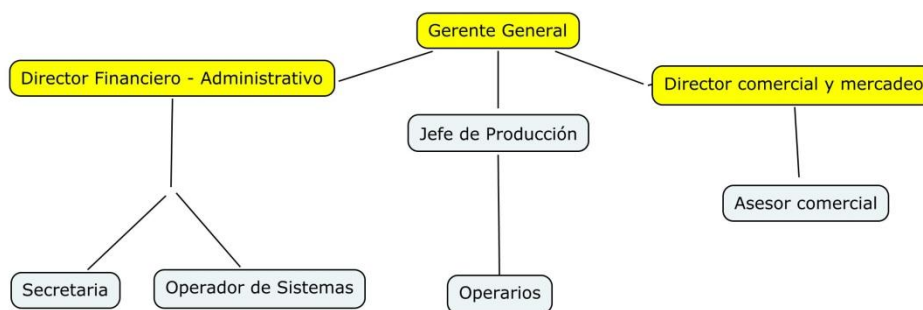 Gerente General
Director Financiero - Administrativo
Director comercial y mercadeo
Jefe de Producción
Asesor comercial
Secretaria
Operador de Sistemas
Operarios